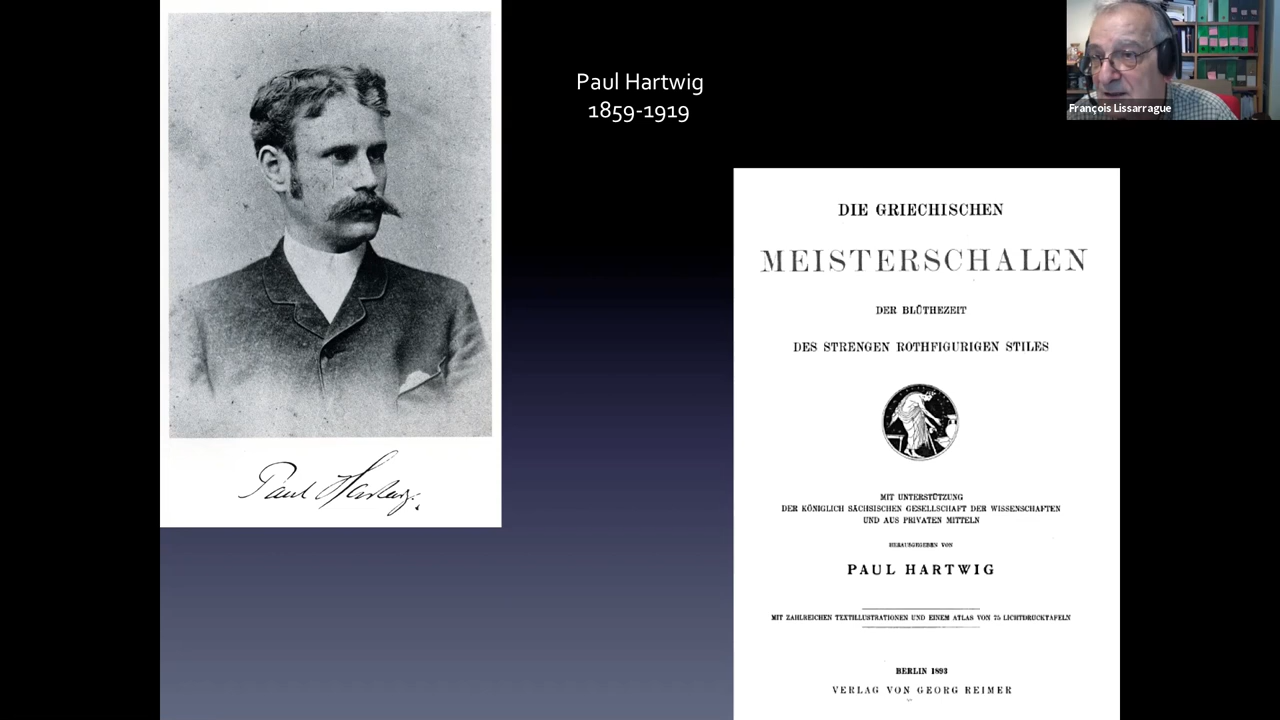 Paul Hartwig
1859-1919
François Lissarrague
Paul Hartwig.
DIE GRIECHISCHEN
MEISTERSCHALEN
DER BLÜTHEZEIT
DES STRENGEN ROTHFIGURIGEN STILES
MIT UNTERSTÜTZUNG
DER KÖNIGLICH SÄCHSISCHEN GESELLSCHAFT DER WISSENSCHAFTEN
UND AUS PRIVATEN MITTELN
HERAUSGEGEBEN VON
PAUL HARTWIG
MIT ZAHLREICHEN TEXTILLUSTRATIONEN UND EINEM ATLAS VON 75 LICHTDRUCKTAFELN
BERLIN 1893
VERLAG VON GEORG REIMER